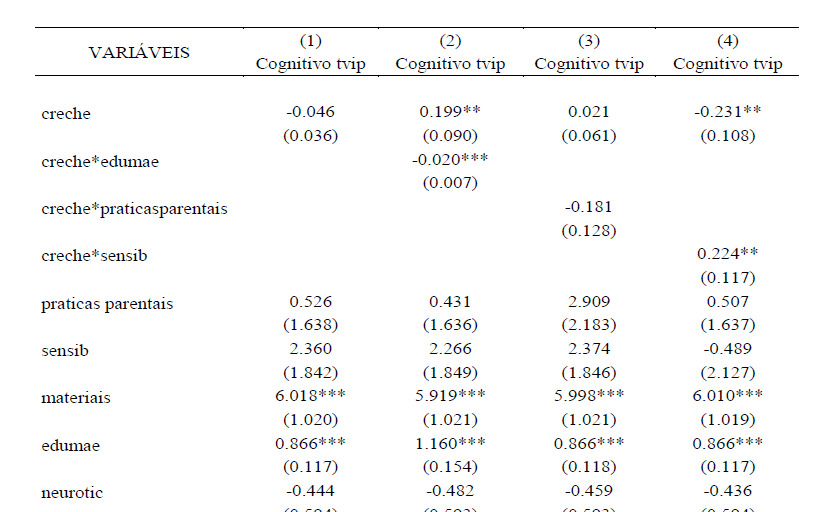 (1) (2) (3) (4)
VARIÁVEIS Cognitivo tvip Cognitivo tvip Cognitivo tvip Cognitivo tvip
creche -0.046 0.199** 0.021 -0.231**
(0.036) (0.090) (0.061) (0.108)
creche*edumae -0.020***
(0.007)
creche*praticasparentais -0.181
(0.128)
creche*sensib 0.224**
(0.117)
praticas parentais 0.526 0.431 2.909 0.507
(1.638) (1.636) (2.183) (1.637)
sensib 2.360 2.266 2.374 -0.489
(1.842) (1.849) (1.846) (2.127)
materiais 6.018*** 5.919*** 5.998*** 6.010***
(1.020) (1.021) (1.021) (1.019)
edumae 0.866*** 1.160*** 0.866*** 0.866***
(0.117) (0.154) (0.118) (0.117)
neurotic -0.444 -0.482 -0.459 -0.436